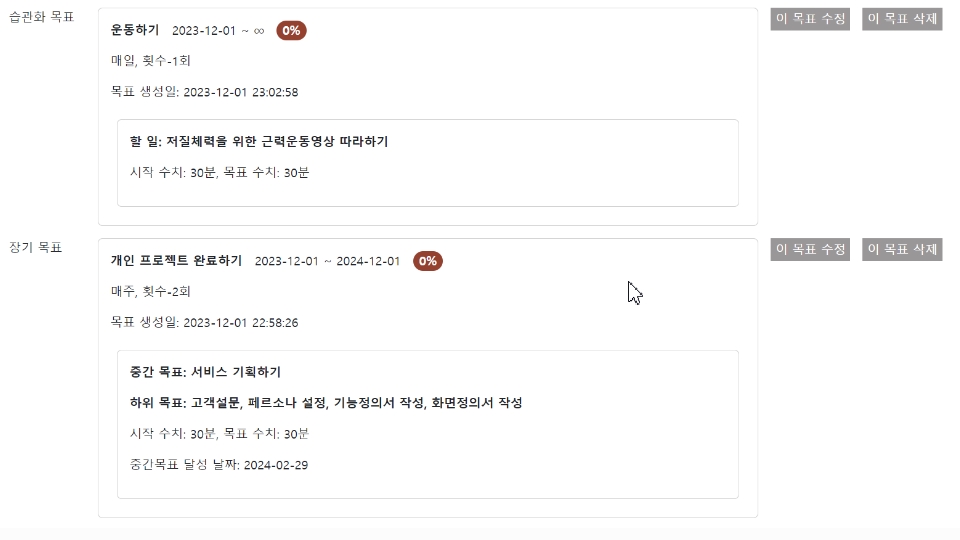 습관화 목표
운동하기 2023-12-01 ~ ∞ 0%
이 목표 수정 이 목표 삭제
매일, 횟수-1회
목표 생성일: 2023-12-01 23:02:58
할 일: 저질체력을 위한 근력운동영상 따라하기
시작 수치: 30분, 목표 수치: 30분
장기 목표
개인 프로젝트 완료하기 2023-12-01 ~ 2024-12-01 0%
이 목표 수정 이 목표 삭제
매주, 횟수-2회
목표 생성일: 2023-12-01 22:58:26
중간 목표: 서비스 기획하기
하위 목표: 고객설문, 페르소나 설정, 기능정의서 작성, 화면정의서 작성
시작 수치: 30분, 목표 수치: 30분
중간목표 달성 날짜: 2024-02-29